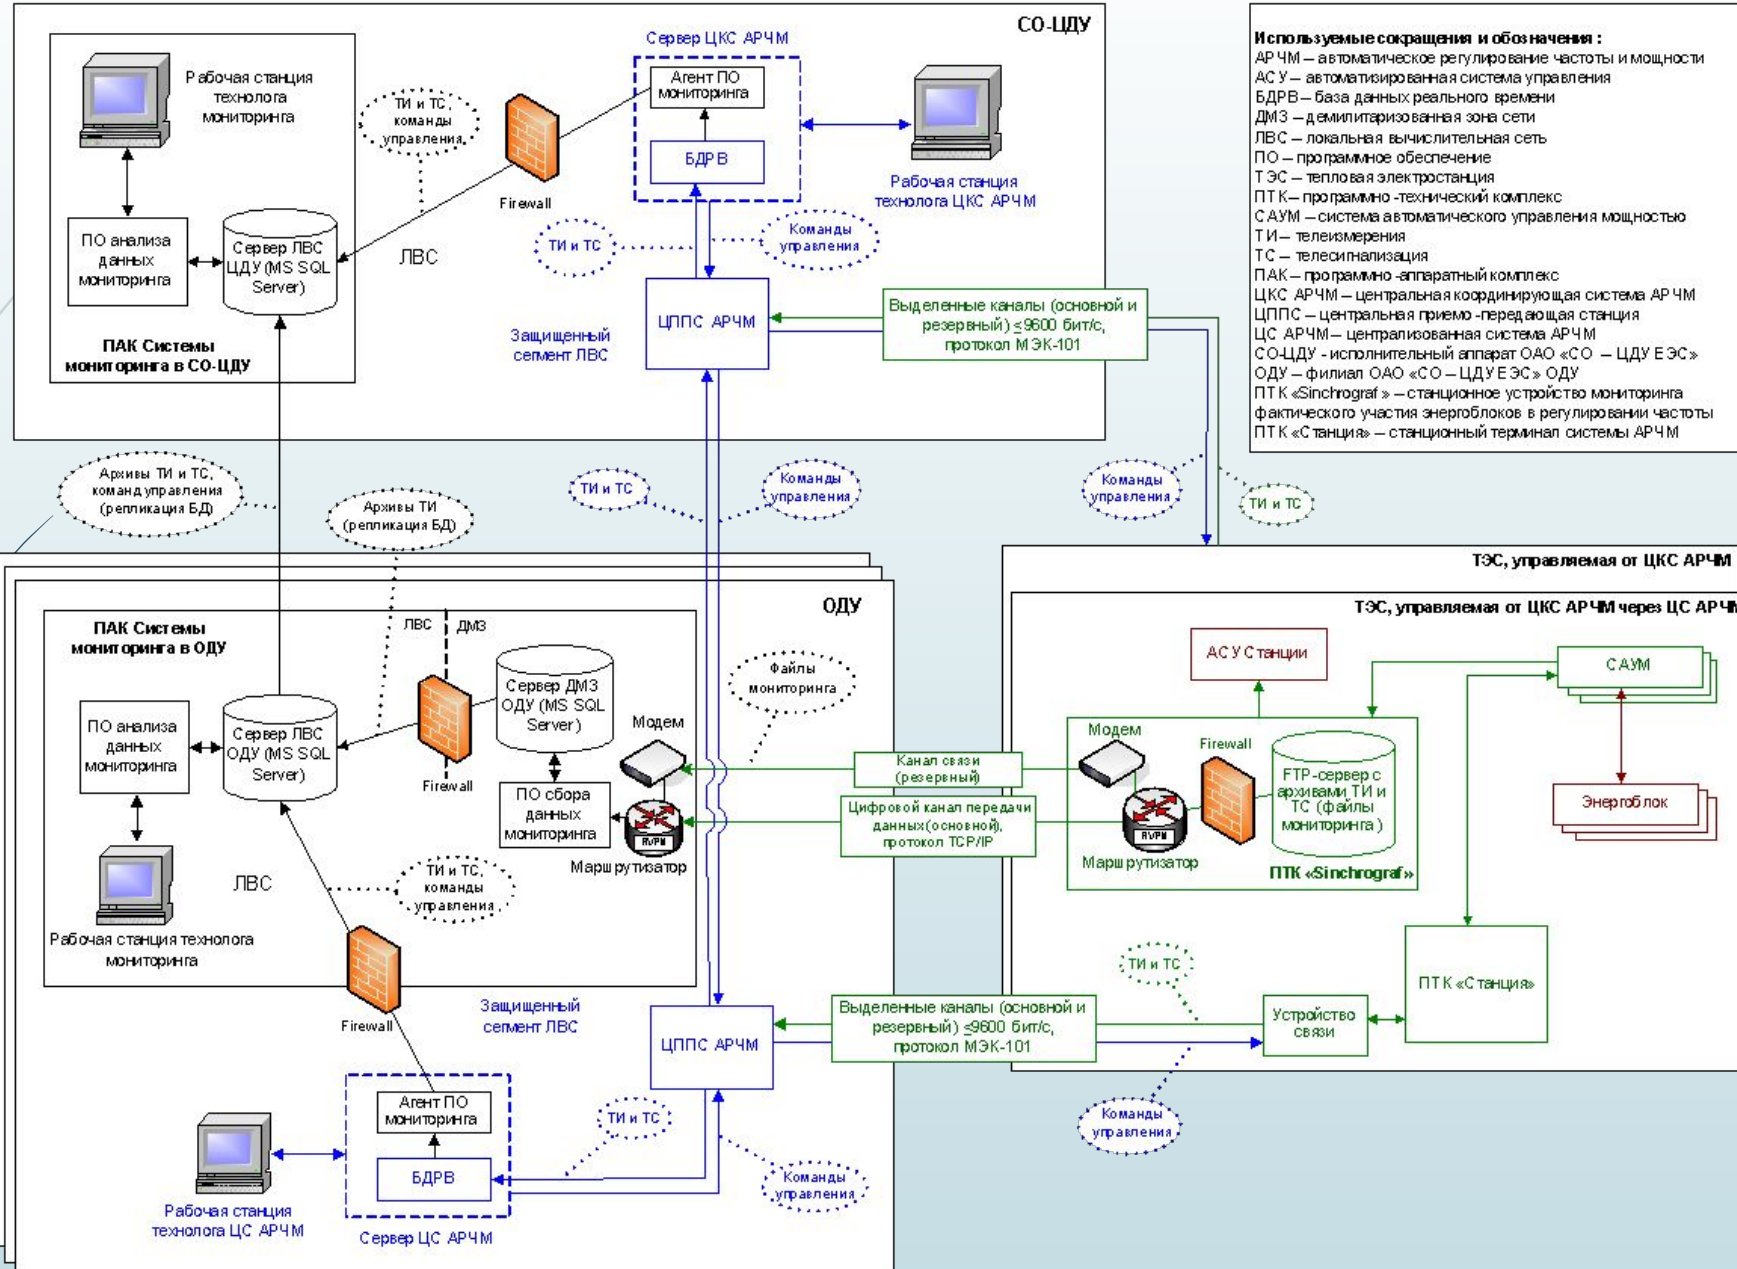 СО-ЦДУ
Рабочая станция
технолога
мониторинга
ТИ и ТС,
команды
управления
Firewall
Сервер ЦКС АРЧМ
Агент ПО
мониторинга
БДРВ
Рабочая станция
технолога ЦКС АРЧМ
ПО анализа
данных
мониторинга
Сервер ЛВС
ЦДУ (MS SQL
Server)
ЛВС
ТИ и ТС
Команды
управления
ПАК Системы
мониторинга в СО-ЦДУ
Защищенный
сегмент ЛВС
ЦППС АРЧМ
Выделенные каналы (основной и
резервный) ≤9600 бит/с,
протокол МЭК-101
Используемые сокращения и обозначения :
АРЧМ – автоматическое регулирование частоты и мощности
АСУ – автоматизированная система управления
БДРВ – база данных реального времени
ДМЗ – демилитаризованная зона сети
ЛВС – локальная вычислительная сеть
ПО – программное обеспечение
ТЭС – тепловая электростанция
ПТК – программно -технический комплекс
САУМ – система автоматического управления мощностью
ТИ – телеизмерения
ТС – телесигнализация
ПАК – программно -аппаратный комплекс
ЦКС АРЧМ – центральная координирующая система АРЧМ
ЦППС – центральная приемо -передающая станция
ЦС АРЧМ – централизованная система АРЧМ
СО-ЦДУ - исполнительный аппарат ОАО «СО – ЦДУ ЕЭС»
ОДУ – филиал ОАО «СО – ЦДУ ЕЭС» ОДУ
ПТК «Sinchrograf » – станционное устройство мониторинга
фактического участия энергоблоков в регулировании частоты
ПТК «Станция» – станционный терминал системы АРЧМ
Архивы ТИ и ТС,
команд управления
(репликация БД)
Архивы ТИ
(репликация БД)
ТИ и ТС
Команды
управления
Команды
управления
ТИ и ТС
ОДУ
ПАК Системы
мониторинга в ОДУ
ЛВС
ДМЗ
ПО анализа
данных
мониторинга
Сервер ЛВС
ОДУ (MS SQL
Server)
Firewall
Сервер ДМЗ
ОДУ (MS SQL
Server)
ПО сбора
данных
мониторинга
Модем
Маршрутизатор
Файлы
мониторинга
Рабочая станция технолога
мониторинга
ЛВС
ТИ и ТС,
команды
управления
Firewall
Защищенный
сегмент ЛВС
ЦППС АРЧМ
Канал связи
(резервный)
Цифровой канал передачи
данных(основной),
протокол TCP/IP
ТЭС, управляемая от ЦКС АРЧМ
ТЭС, управляемая от ЦКС АРЧМ через ЦС АРЧМ
АСУ Станции
САУМ
Модем
Firewall
FTP-сервер с
архивами ТИ и
ТС (файлы
мониторинга )
Маршрутизатор
ПТК «Sinchrograf»
Энергоблок
ТИ и ТС
ПТК «Станция»
Выделенные каналы (основной и
резервный) ≤9600 бит/с,
протокол МЭК-101
Устройство
связи
Команды
управления
Агент ПО
мониторинга
БДРВ
ТИ и ТС
Команды
управления
Рабочая станция
технолога ЦС АРЧМ
Сервер ЦС АРЧМ